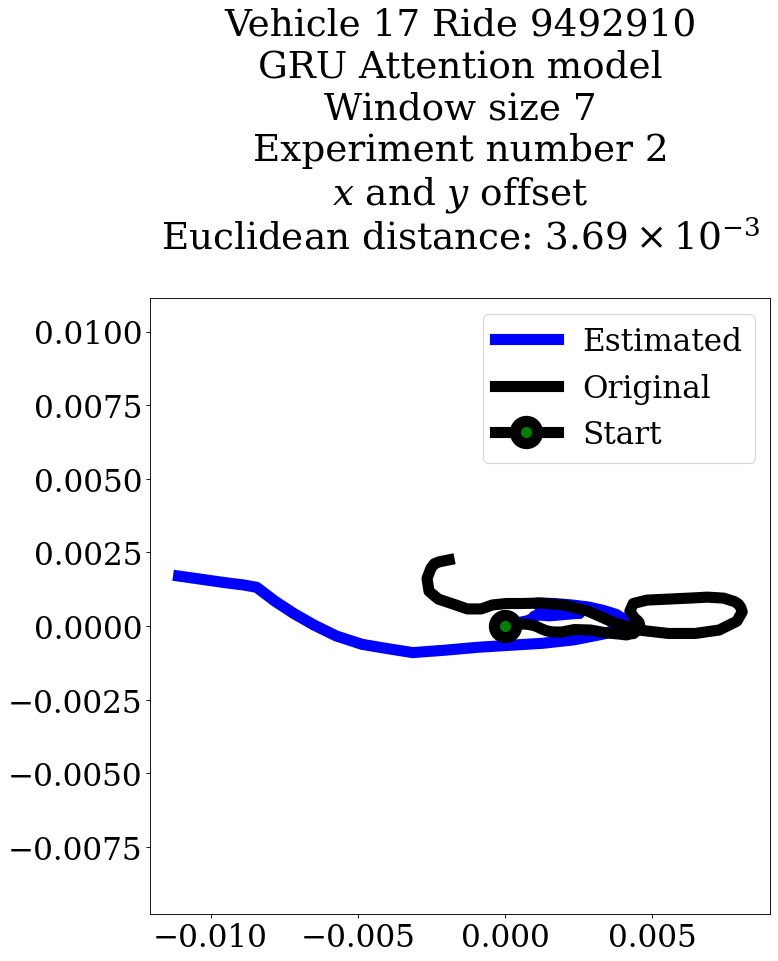 Vehicle 17 Ride 9492910
GRU Attention model
Window size 7
Experiment number 2
x and y offset
Euclidean distance: 3.69 × 10⁻³
Estimated
Original
Start
0.0100
0.0075
0.0050
0.0025
0.0000
−0.0025
−0.0050
−0.0075
−0.010 −0.005 0.000 0.005